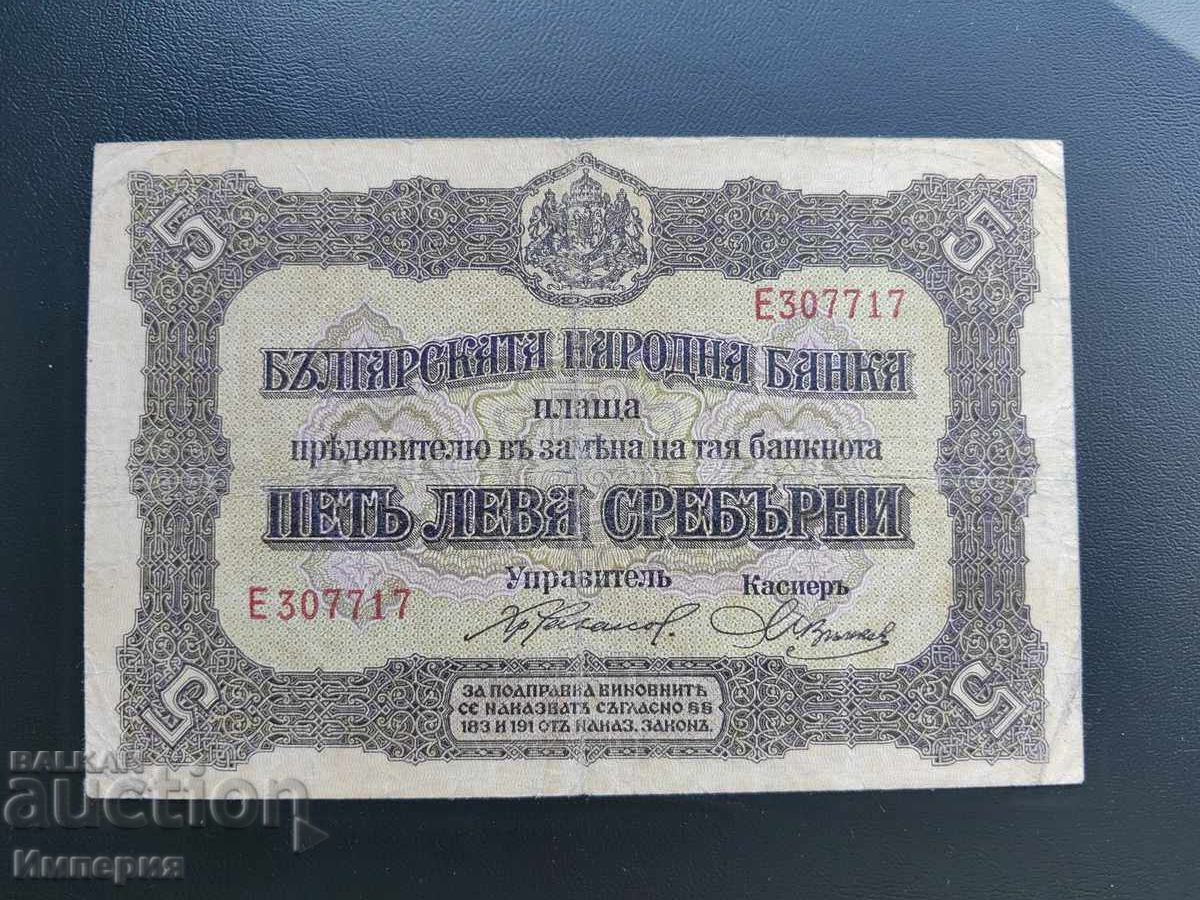 5 5
Е307717
БЪЛГАРСКАТА НАРОДНА БАНКА
плаща
прѣдявителю въ замѣна на тая банкнота
ПЕТЬ ЛЕВА СРЕБЪРНИ
Управитель Касиеръ
Е307717
ЗА ПОДПРАВКА ВИНОВНИТѢ
СЕ НАКАЗВАТЪ СЪГЛАСНО §§
183 И 191 ОТЪ НАКАЗ. ЗАКОНЪ.
5 5
BALKAN
auction
Империя